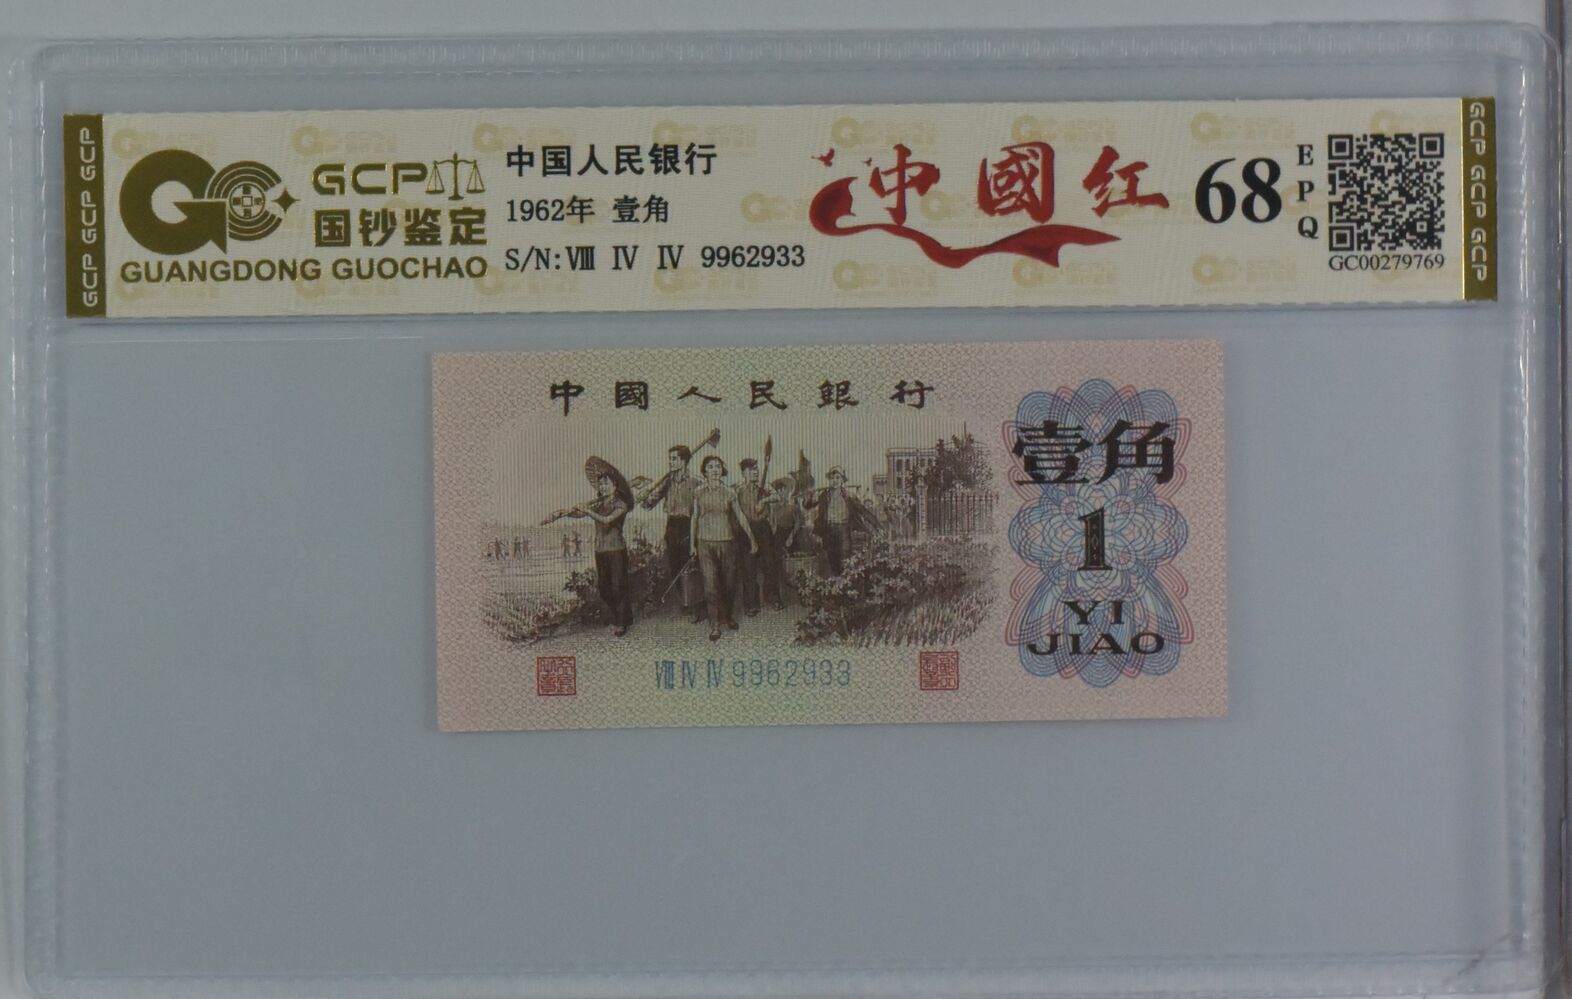 GCP GCP GCP
GCP
国钞鉴定
GUANGDONG GUOCHAO
中国人民银行
1962年 壹角
S/N:Ⅷ Ⅳ Ⅳ 9962933
中國红
68
EPQ
GC00279769
GCP GCP GCP
中國人民銀行
壹角
1
YI
JIAO
Ⅷ Ⅳ Ⅳ 9962933